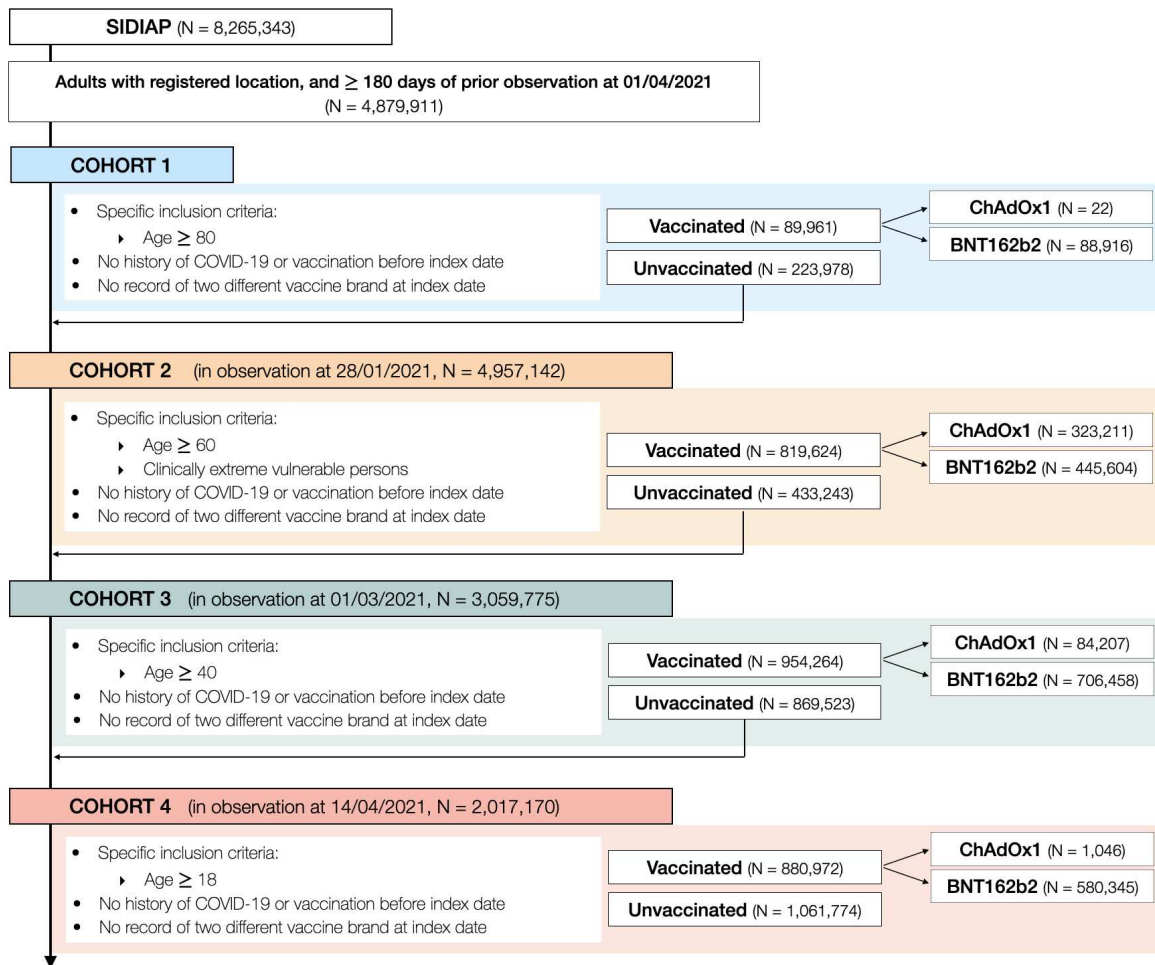 SIDIAP (N = 8,265,343)
Adults with registered location, and ≥ 180 days of prior observation at 01/04/2021
(N = 4,879,911)
COHORT 1
• Specific inclusion criteria:
‣ Age ≥ 80
• No history of COVID-19 or vaccination before index date
• No record of two different vaccine brand at index date
Vaccinated (N = 89,961)
Unvaccinated (N = 223,978)
ChAdOx1 (N = 22)
BNT162b2 (N = 88,916)
COHORT 2 (in observation at 28/01/2021, N = 4,957,142)
• Specific inclusion criteria:
‣ Age ≥ 60
‣ Clinically extreme vulnerable persons
• No history of COVID-19 or vaccination before index date
• No record of two different vaccine brand at index date
Vaccinated (N = 819,624)
Unvaccinated (N = 433,243)
ChAdOx1 (N = 323,211)
BNT162b2 (N = 445,604)
COHORT 3 (in observation at 01/03/2021, N = 3,059,775)
• Specific inclusion criteria:
‣ Age ≥ 40
• No history of COVID-19 or vaccination before index date
• No record of two different vaccine brand at index date
Vaccinated (N = 954,264)
Unvaccinated (N = 869,523)
ChAdOx1 (N = 84,207)
BNT162b2 (N = 706,458)
COHORT 4 (in observation at 14/04/2021, N = 2,017,170)
• Specific inclusion criteria:
‣ Age ≥ 18
• No history of COVID-19 or vaccination before index date
• No record of two different vaccine brand at index date
Vaccinated (N = 880,972)
Unvaccinated (N = 1,061,774)
ChAdOx1 (N = 1,046)
BNT162b2 (N = 580,345)